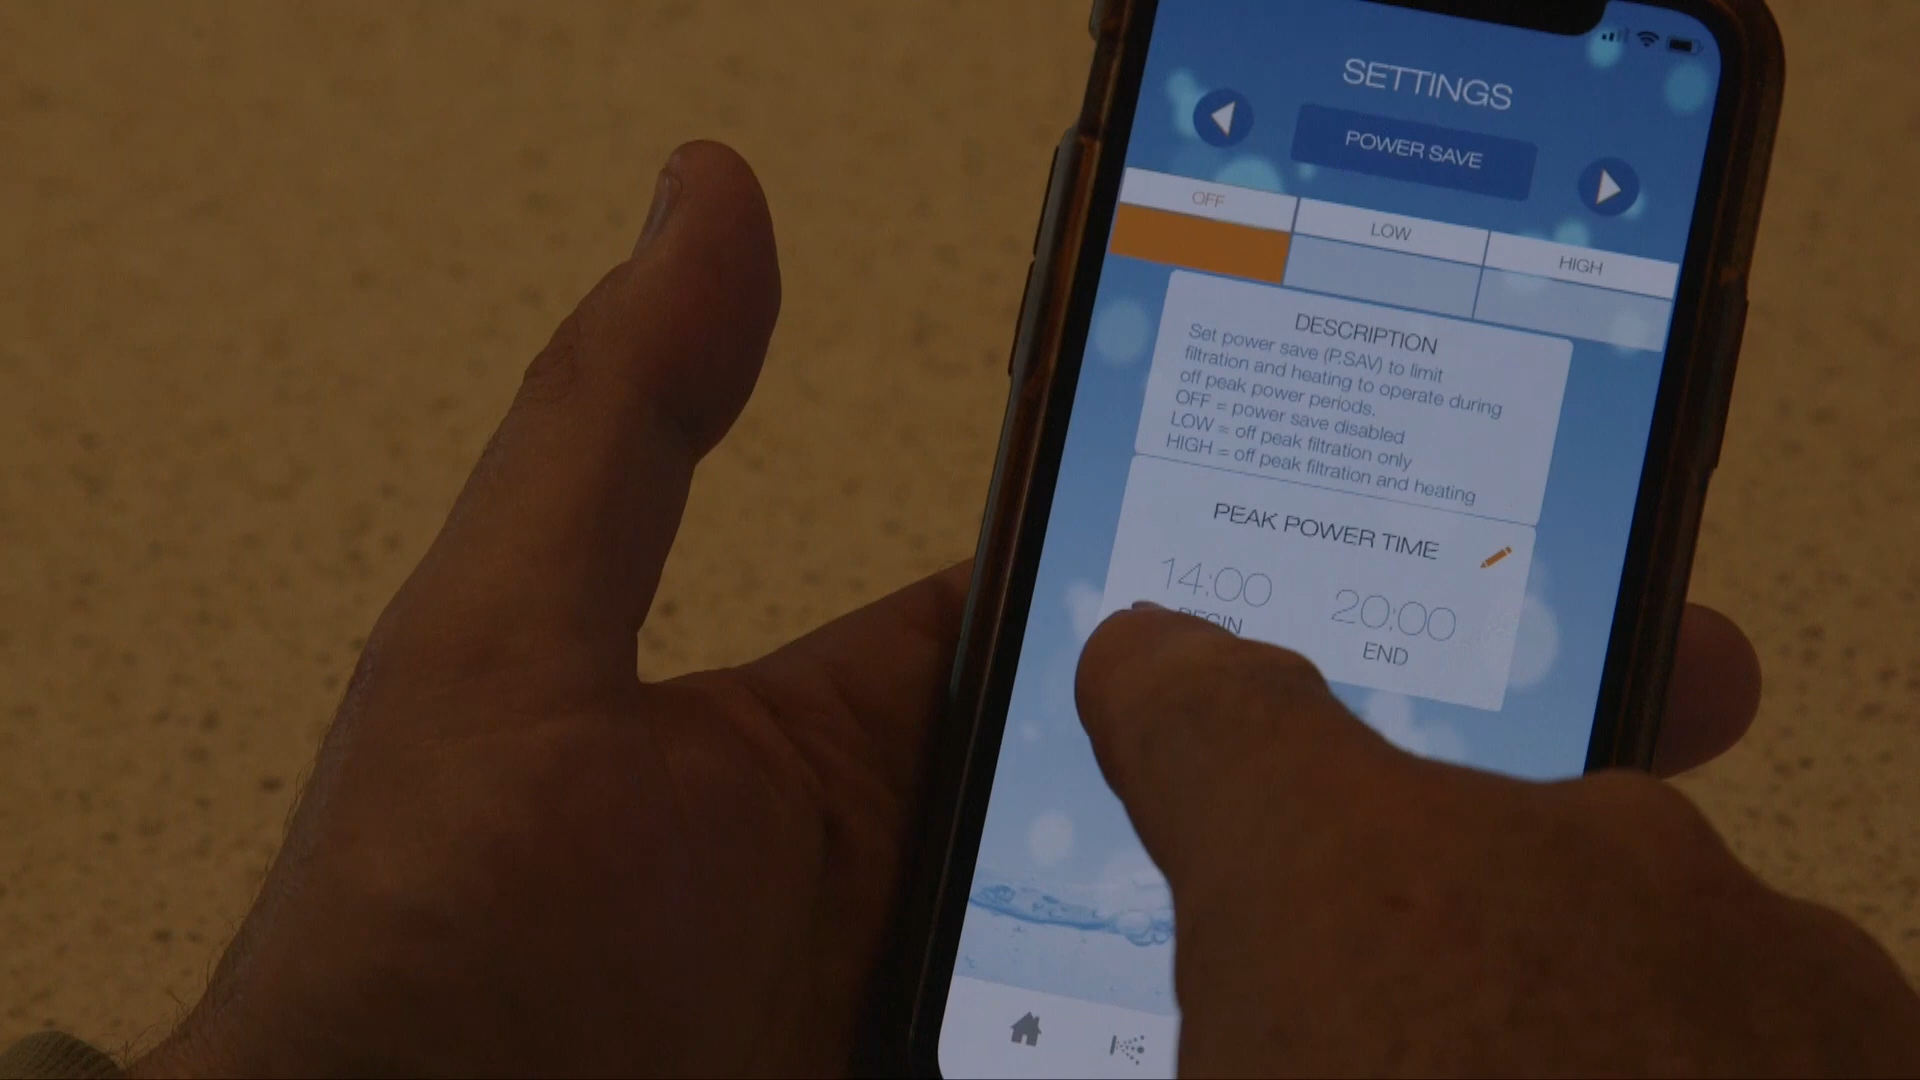 SETTINGS
POWER SAVE
OFF
LOW
HIGH
DESCRIPTION
Set power save (P.SAV) to limit
filtration and heating to operate during
off peak power periods.
OFF = power save disabled
LOW = off peak filtration only
HIGH = off peak filtration and heating
PEAK POWER TIME
14:00 20:00
BEGIN END